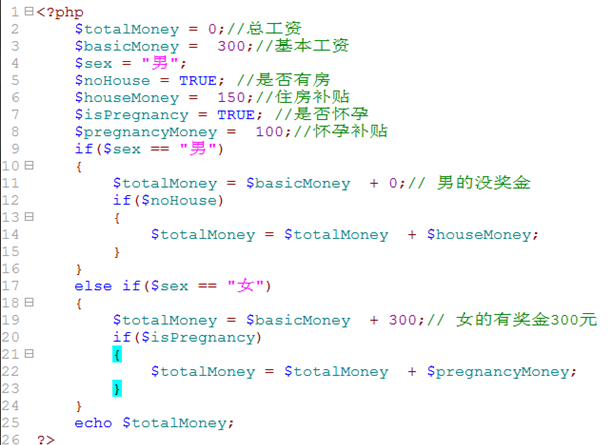 1 <?php
2 $totalMoney = 0;//总工资
3 $basicMoney =  300;//基本工资
4 $sex = "男";
5 $noHouse = TRUE; //是否有房
6 $houseMoney =  150;//住房补贴
7 $isPregnancy = TRUE; //是否怀孕
8 $pregnancyMoney =  100;//怀孕补贴
9 if($sex == "男")
10 {
11 $totalMoney = $basicMoney  + 0;// 男的没奖金
12 if($noHouse)
13 {
14 $totalMoney = $totalMoney  + $houseMoney;
15 }
16 }
17 else if($sex == "女")
18 {
19 $totalMoney = $basicMoney  + 300;// 女的有奖金300元
20 if($isPregnancy)
21 {
22 $totalMoney = $totalMoney  + $pregnancyMoney;
23 }
24 }
25 echo $totalMoney;
26 ?>